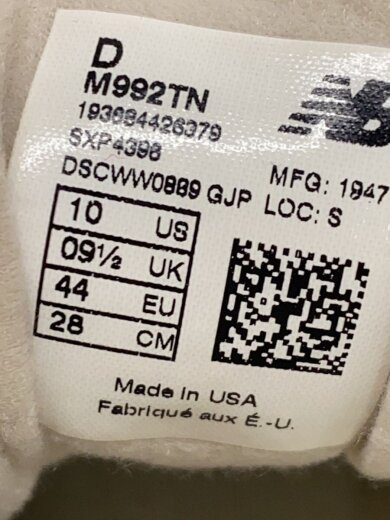 D
M992TN
193684426379
SXP4398
DSCWW0889 GJP
MFG: 1947
LOC: S
10 US
09½ UK
44 EU
28 CM
Made in USA
Fabriqué aux É.-U.